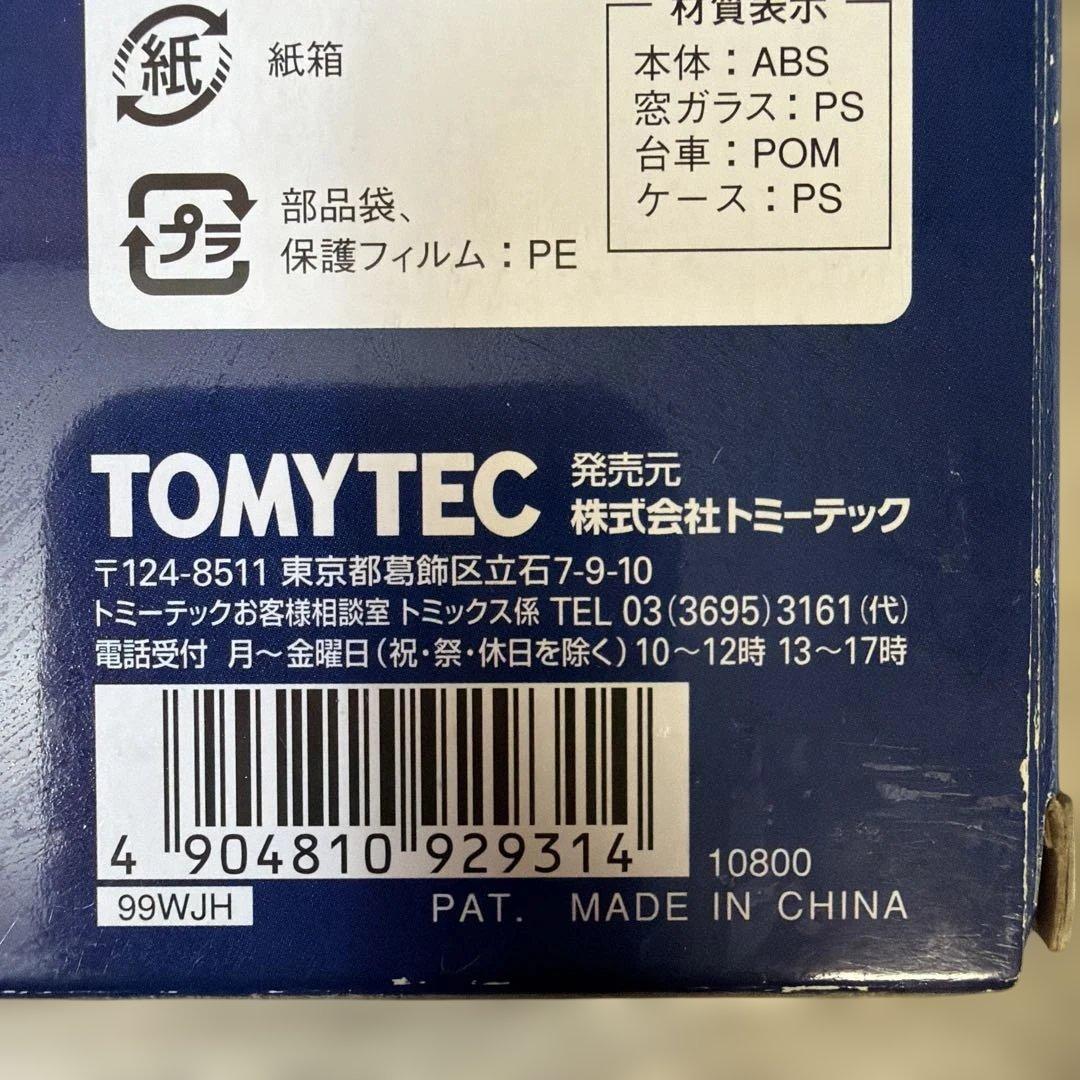 材質表示
紙
紙箱
本体：ABS
窓ガラス：PS
台車：POM
ケース：PS
プラ
部品袋、
保護フィルム：PE
TOMYTEC
発売元
株式会社トミーテック
〒124-8511 東京都葛飾区立石7-9-10
トミーテックお客様相談室 トミックス係 TEL 03(3695)3161(代)
電話受付 月～金曜日(祝・祭・休日を除く)10～12時 13～17時
4 904810 929314
10800
99WJH
PAT. MADE IN CHINA